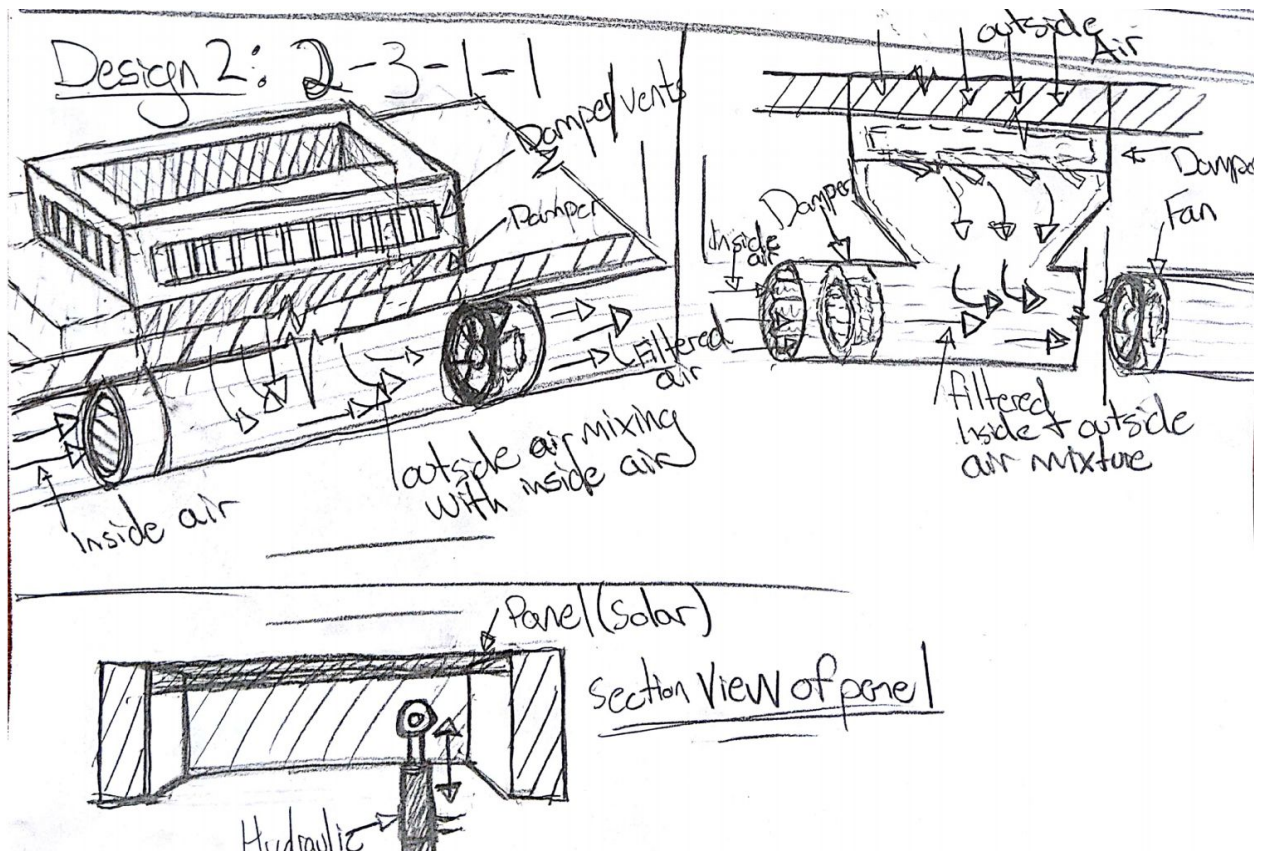 Design 2: 2-3-1-1
Damper/vents
Damper
Filtered
air
outside air mixing
with inside air
Inside air
outside
Air
Damper
Fan
Damper
Inside
air
filtered
Inside + outside
air mixture
Panel (Solar)
Section View of panel
Hydraulic